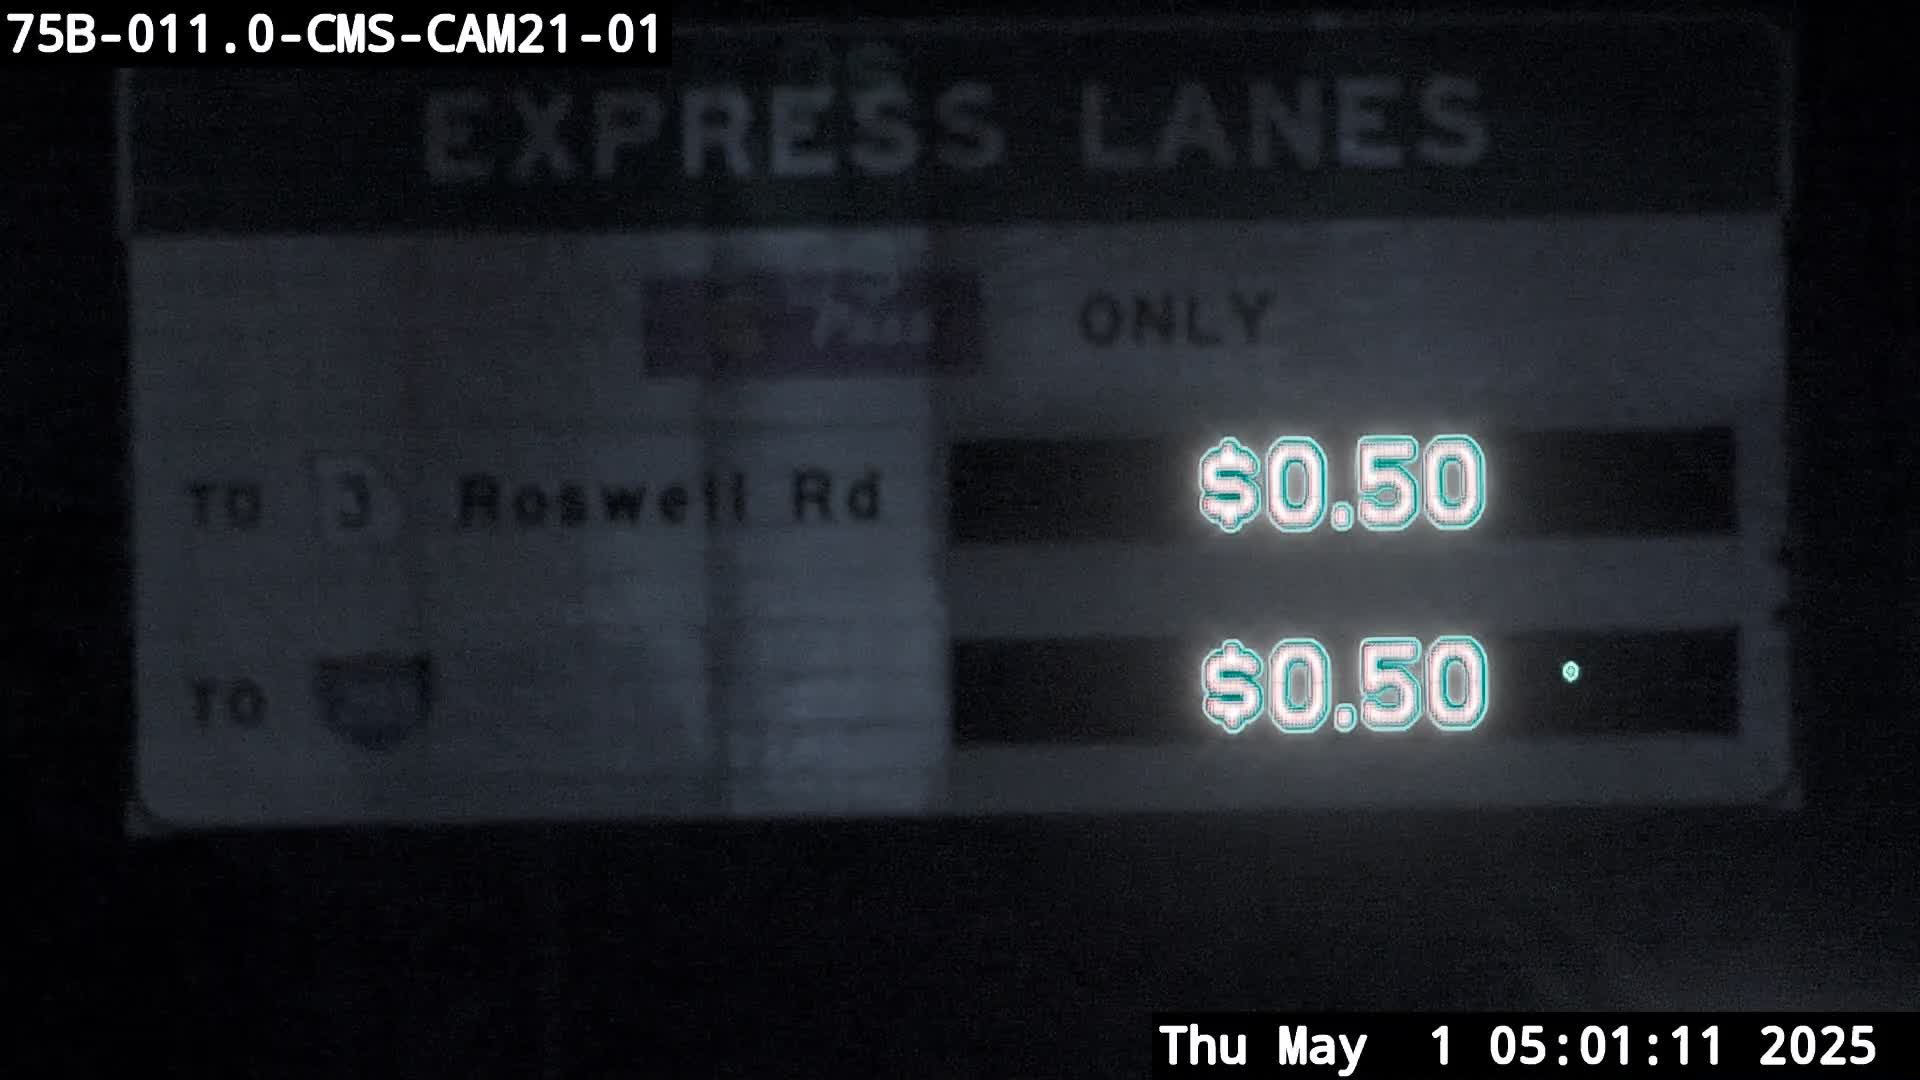 75B-011.0-CMS-CAM21-01
EXPRESS LANES
Pass ONLY
TO 3 Roswell Rd $0.50
TO $0.50
Thu May 1 05:01:11 2025